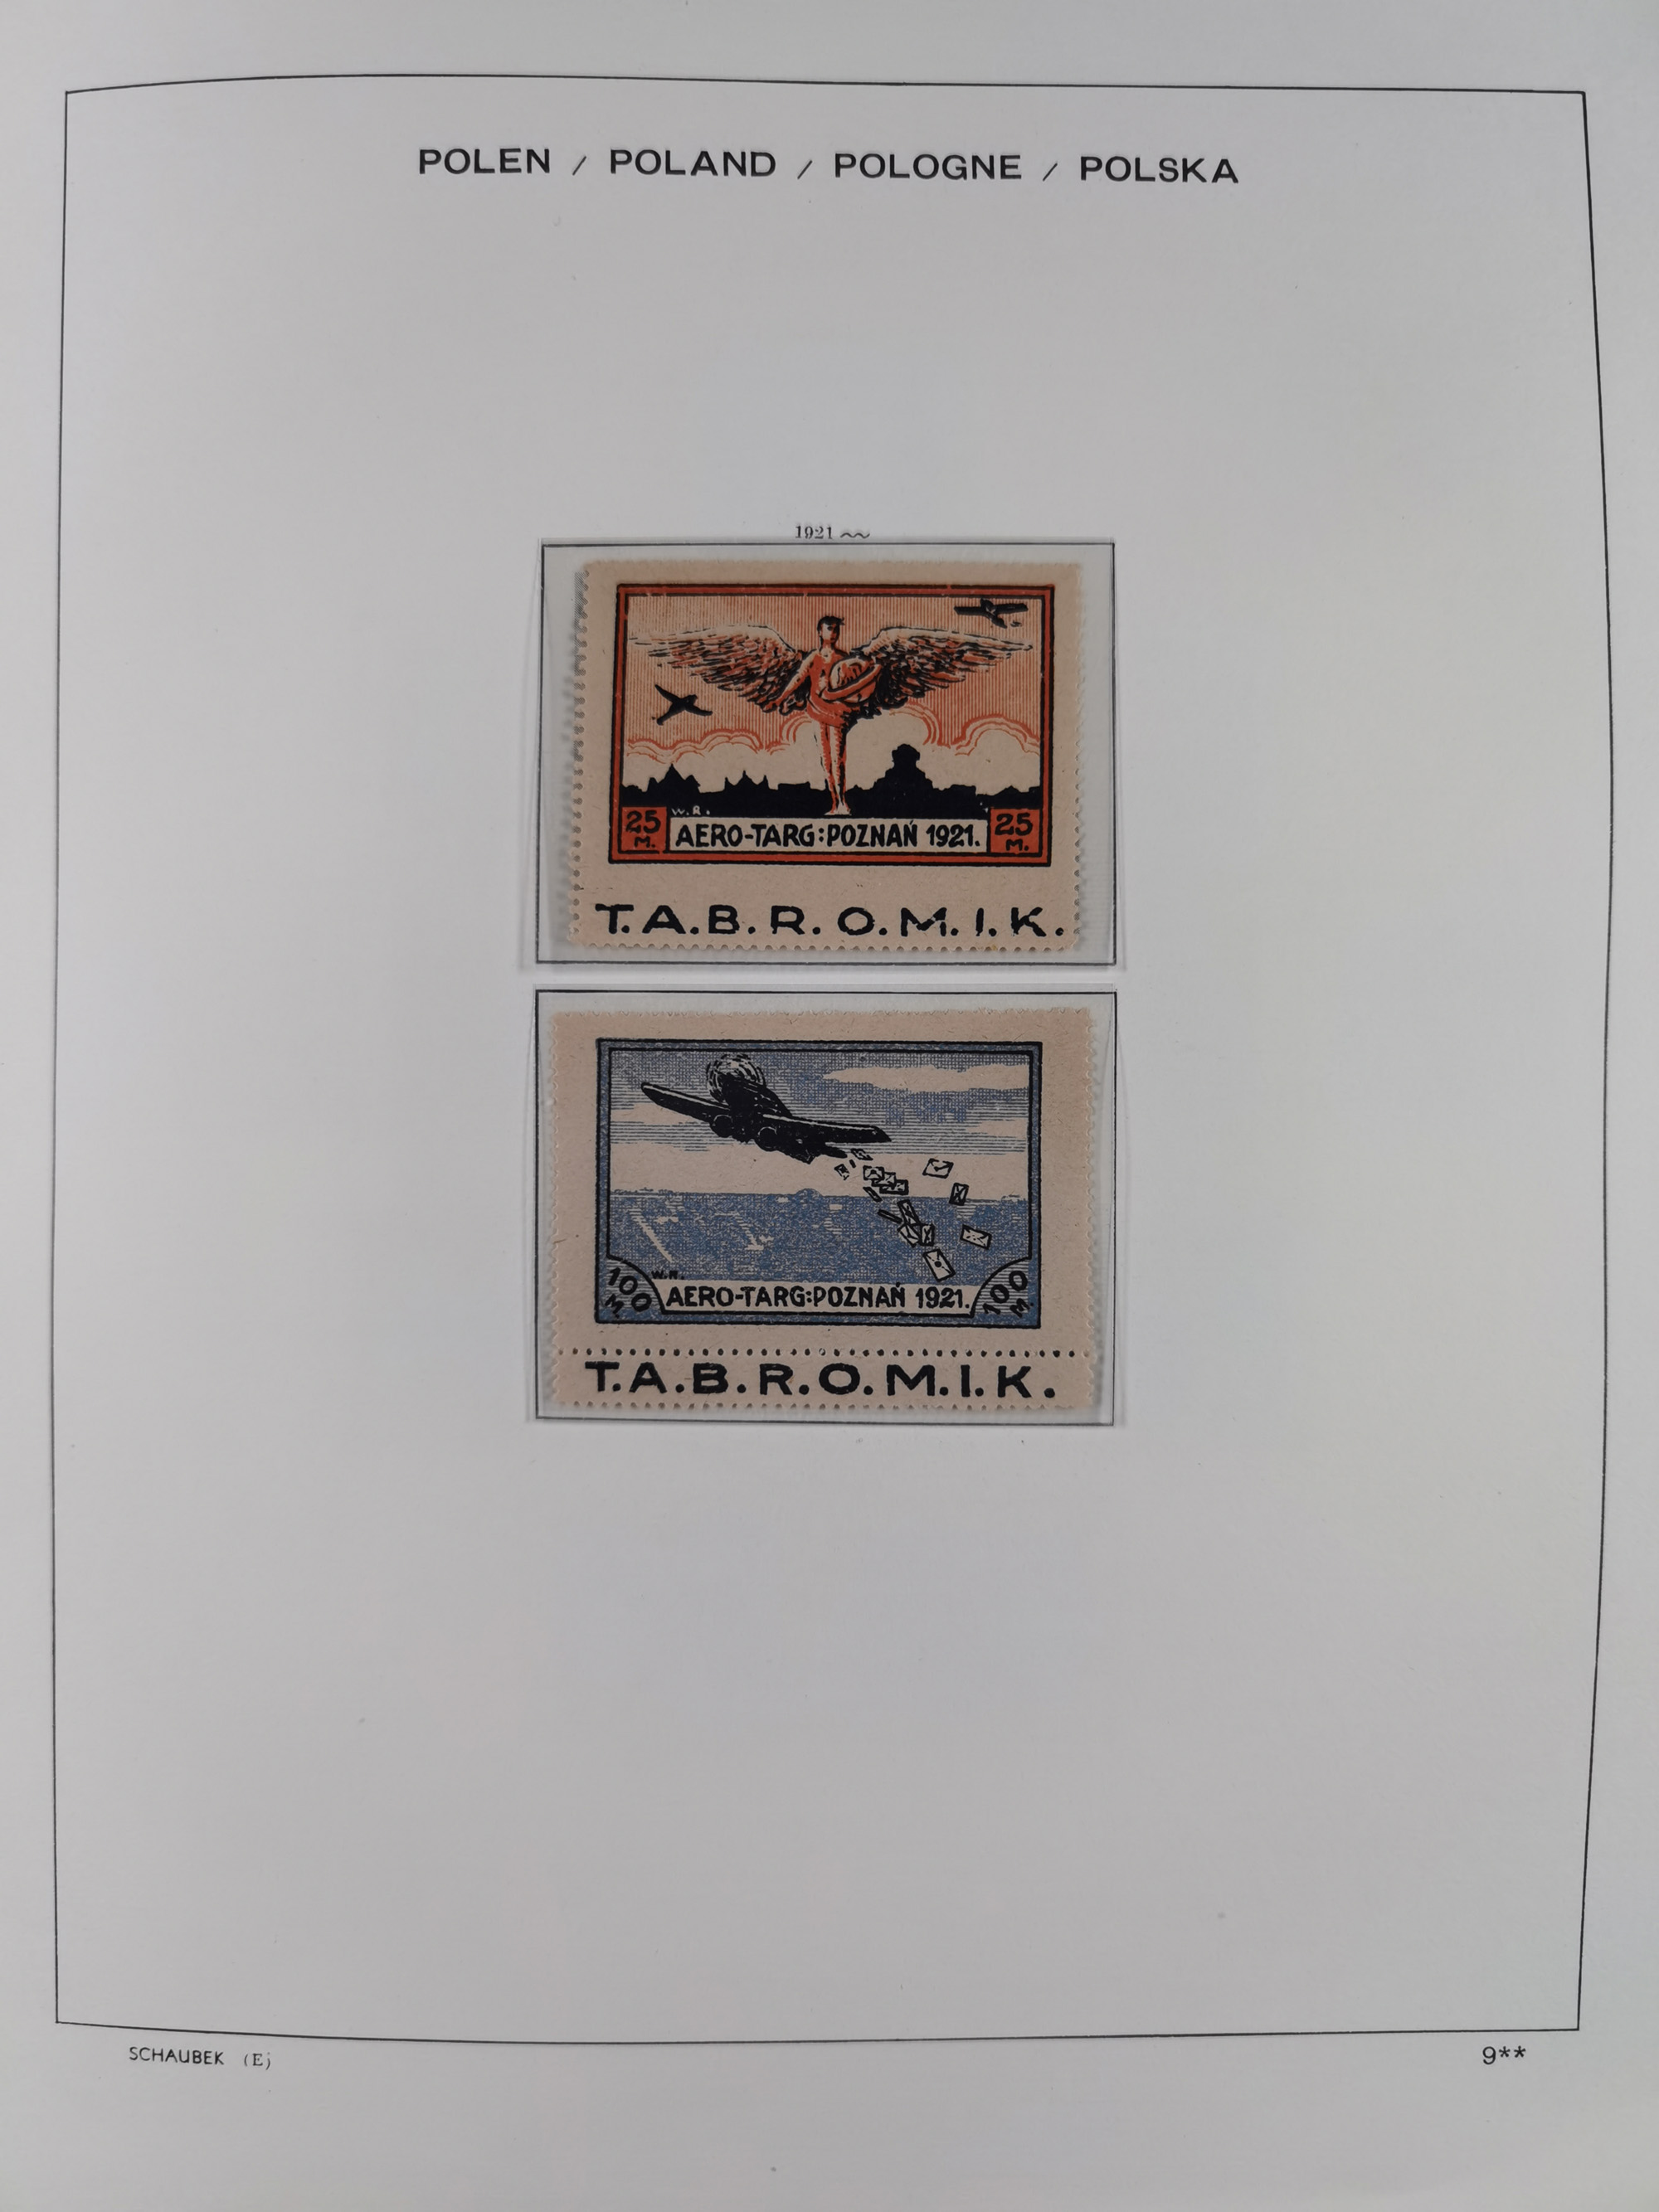 POLEN / POLAND / POLOGNE / POLSKA
1921
W.R.
25 M. AERO-TARG:POZNAŃ 1921. 25 M.
T.A.B.R.O.M.I.K.
W.R.
100 M. AERO-TARG:POZNAŃ 1921. 100 M.
T.A.B.R.O.M.I.K.
SCHAUBEK (E) 9**